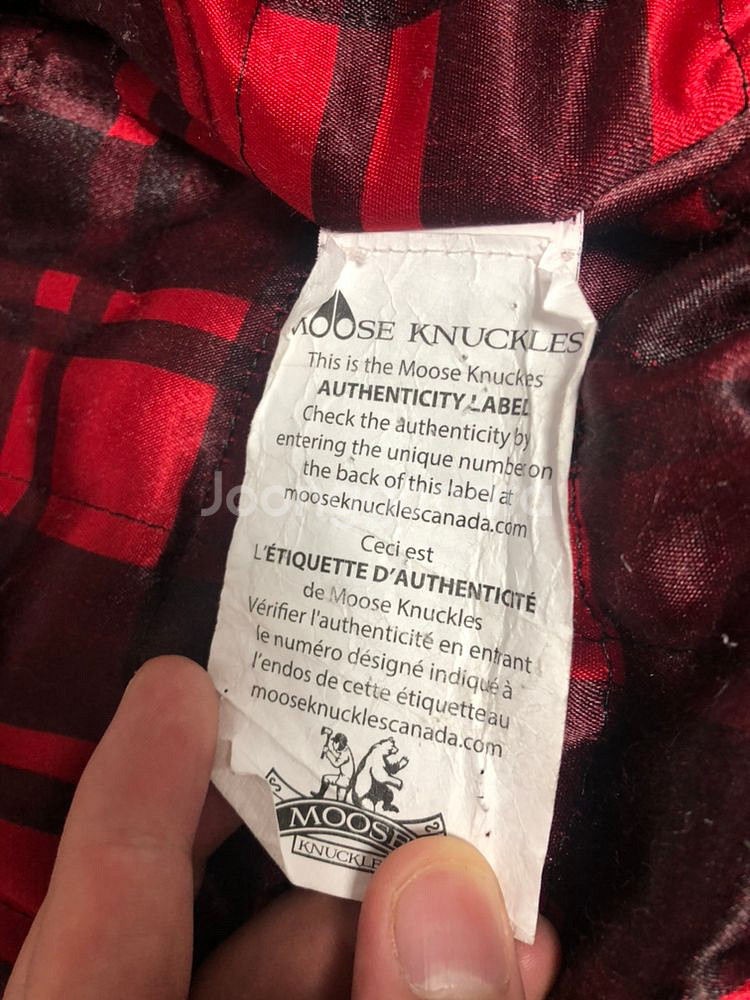 MOOSE KNUCKLES
This is the Moose Knuckes
AUTHENTICITY LABEL
Check the authenticity by
entering the unique number on
the back of this label at
mooseknucklescanada.com
Ceci est
L'ÉTIQUETTE D'AUTHENTICITÉ
de Moose Knuckles
Vérifier l'authenticité en entrant
le numéro désigné indiqué à
l'endos de cette étiquette au
mooseknucklescanada.com
MOOSE
KNUCKLE